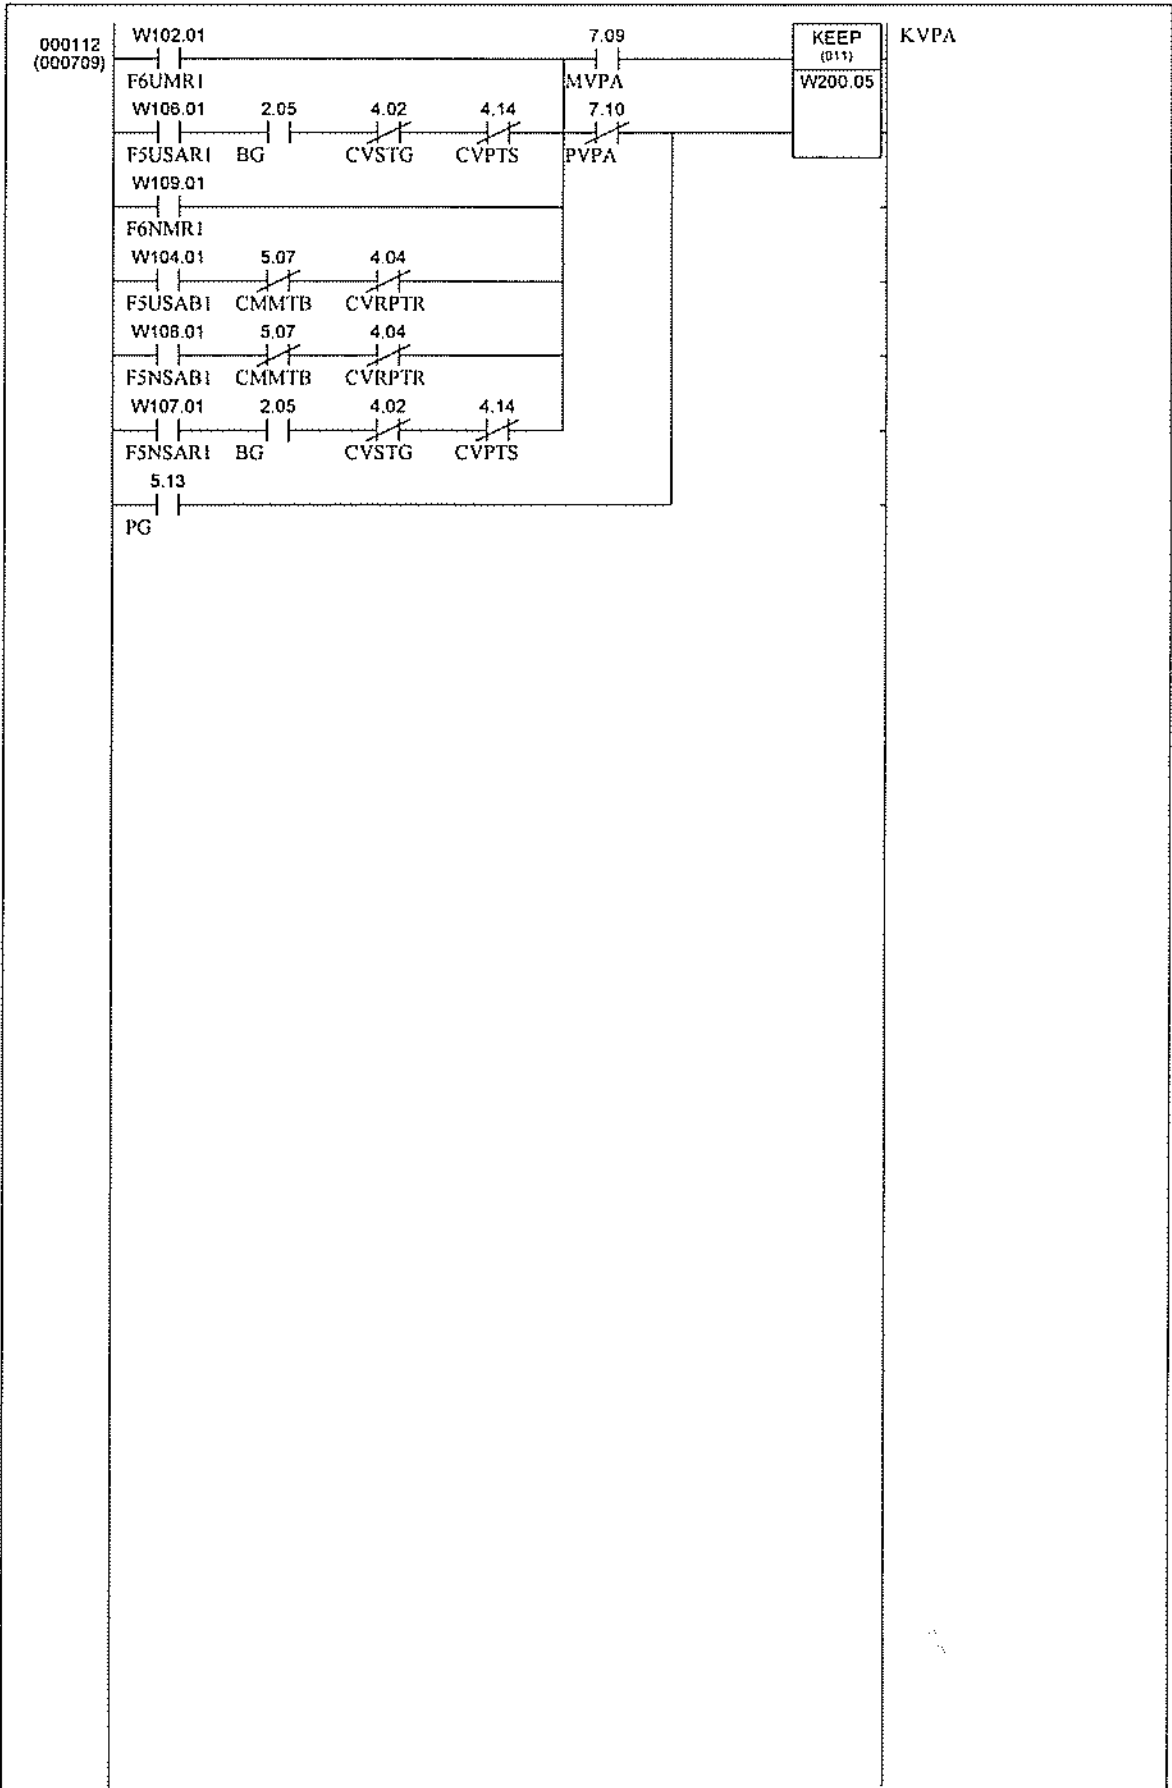 000112
(000709)
W102.01 7.09 KEEP KVPA
(011)
F6UMR1 MVPA W200.05
W106.01 2.05 4.02 4.14 7.10
F5USAR1 BG CVSTG CVPTS PVPA
W109.01
F6NMR1
W104.01 5.07 4.04
F5USAB1 CMMTB CVRPTR
W108.01 5.07 4.04
F5NSAB1 CMMTB CVRPTR
W107.01 2.05 4.02 4.14
F5NSAR1 BG CVSTG CVPTS
5.13
PG